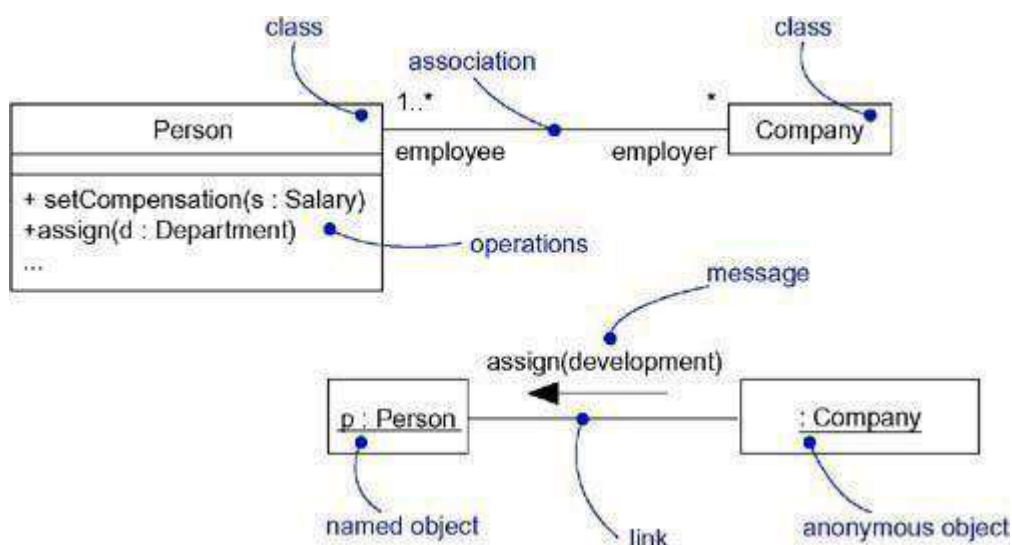 class
class
association
1..*
*
Person
Company
employee
employer
+ setCompensation(s : Salary)
+assign(d : Department)
...
operations
message
assign(development)
p : Person
: Company
named object
link
anonymous object